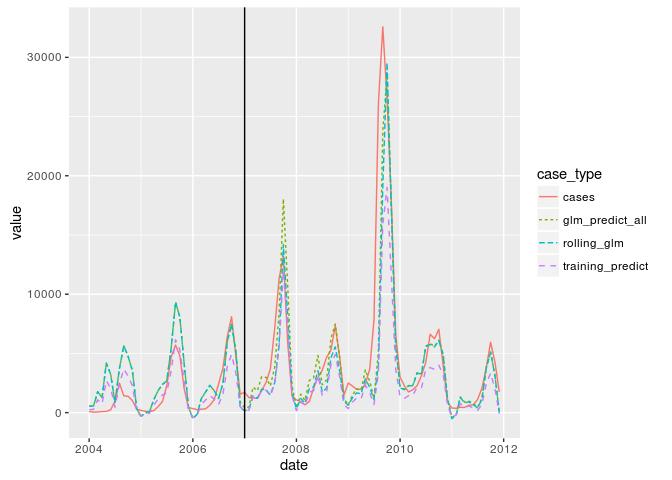 30000
20000
10000
0
value
2004
2006
2008
2010
2012
date
case_type
cases
glm_predict_all
rolling_glm
training_predict